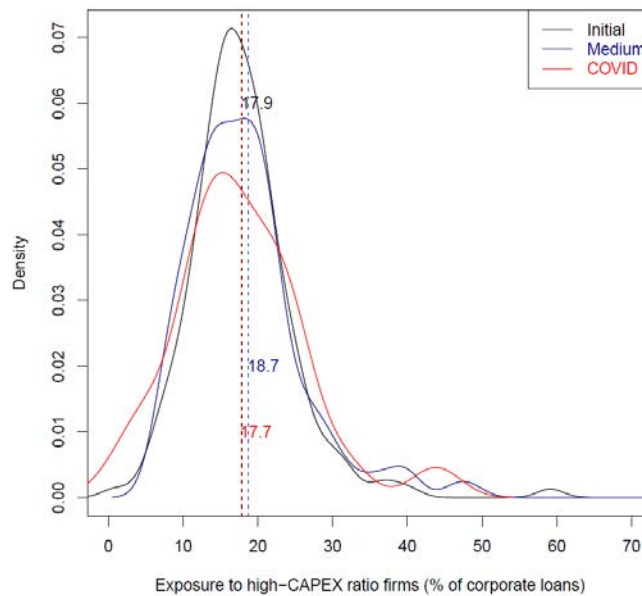 Initial
Medium
COVID
0.07
0.06
0.05
0.04
0.03
0.02
0.01
0.00
Density
17.9
18.7
17.7
0 10 20 30 40 50 60 70
Exposure to high−CAPEX ratio firms (% of corporate loans)